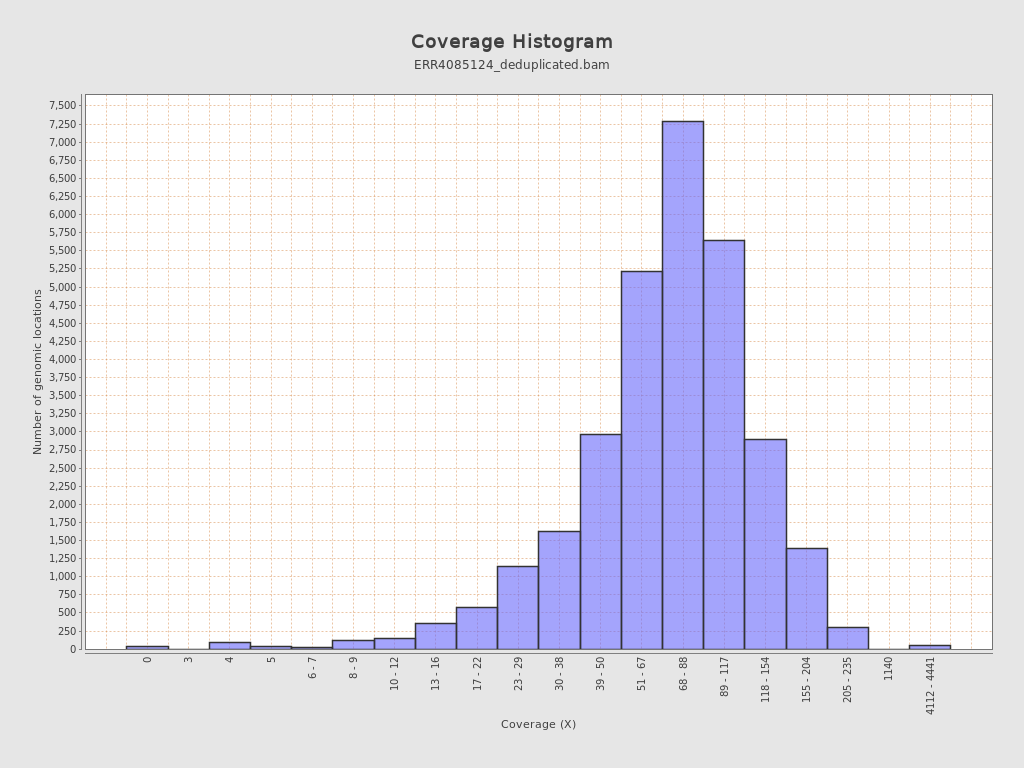 Coverage Histogram
ERR4085124_deduplicated.bam
Number of genomic locations
7,500
7,250
7,000
6,750
6,500
6,250
6,000
5,750
5,500
5,250
5,000
4,750
4,500
4,250
4,000
3,750
3,500
3,250
3,000
2,750
2,500
2,250
2,000
1,750
1,500
1,250
1,000
750
500
250
0
0
3
4
5
6 - 7
8 - 9
10 - 12
13 - 16
17 - 22
23 - 29
30 - 38
39 - 50
51 - 67
68 - 88
89 - 117
118 - 154
155 - 204
205 - 235
1140
4112 - 4441
Coverage (X)